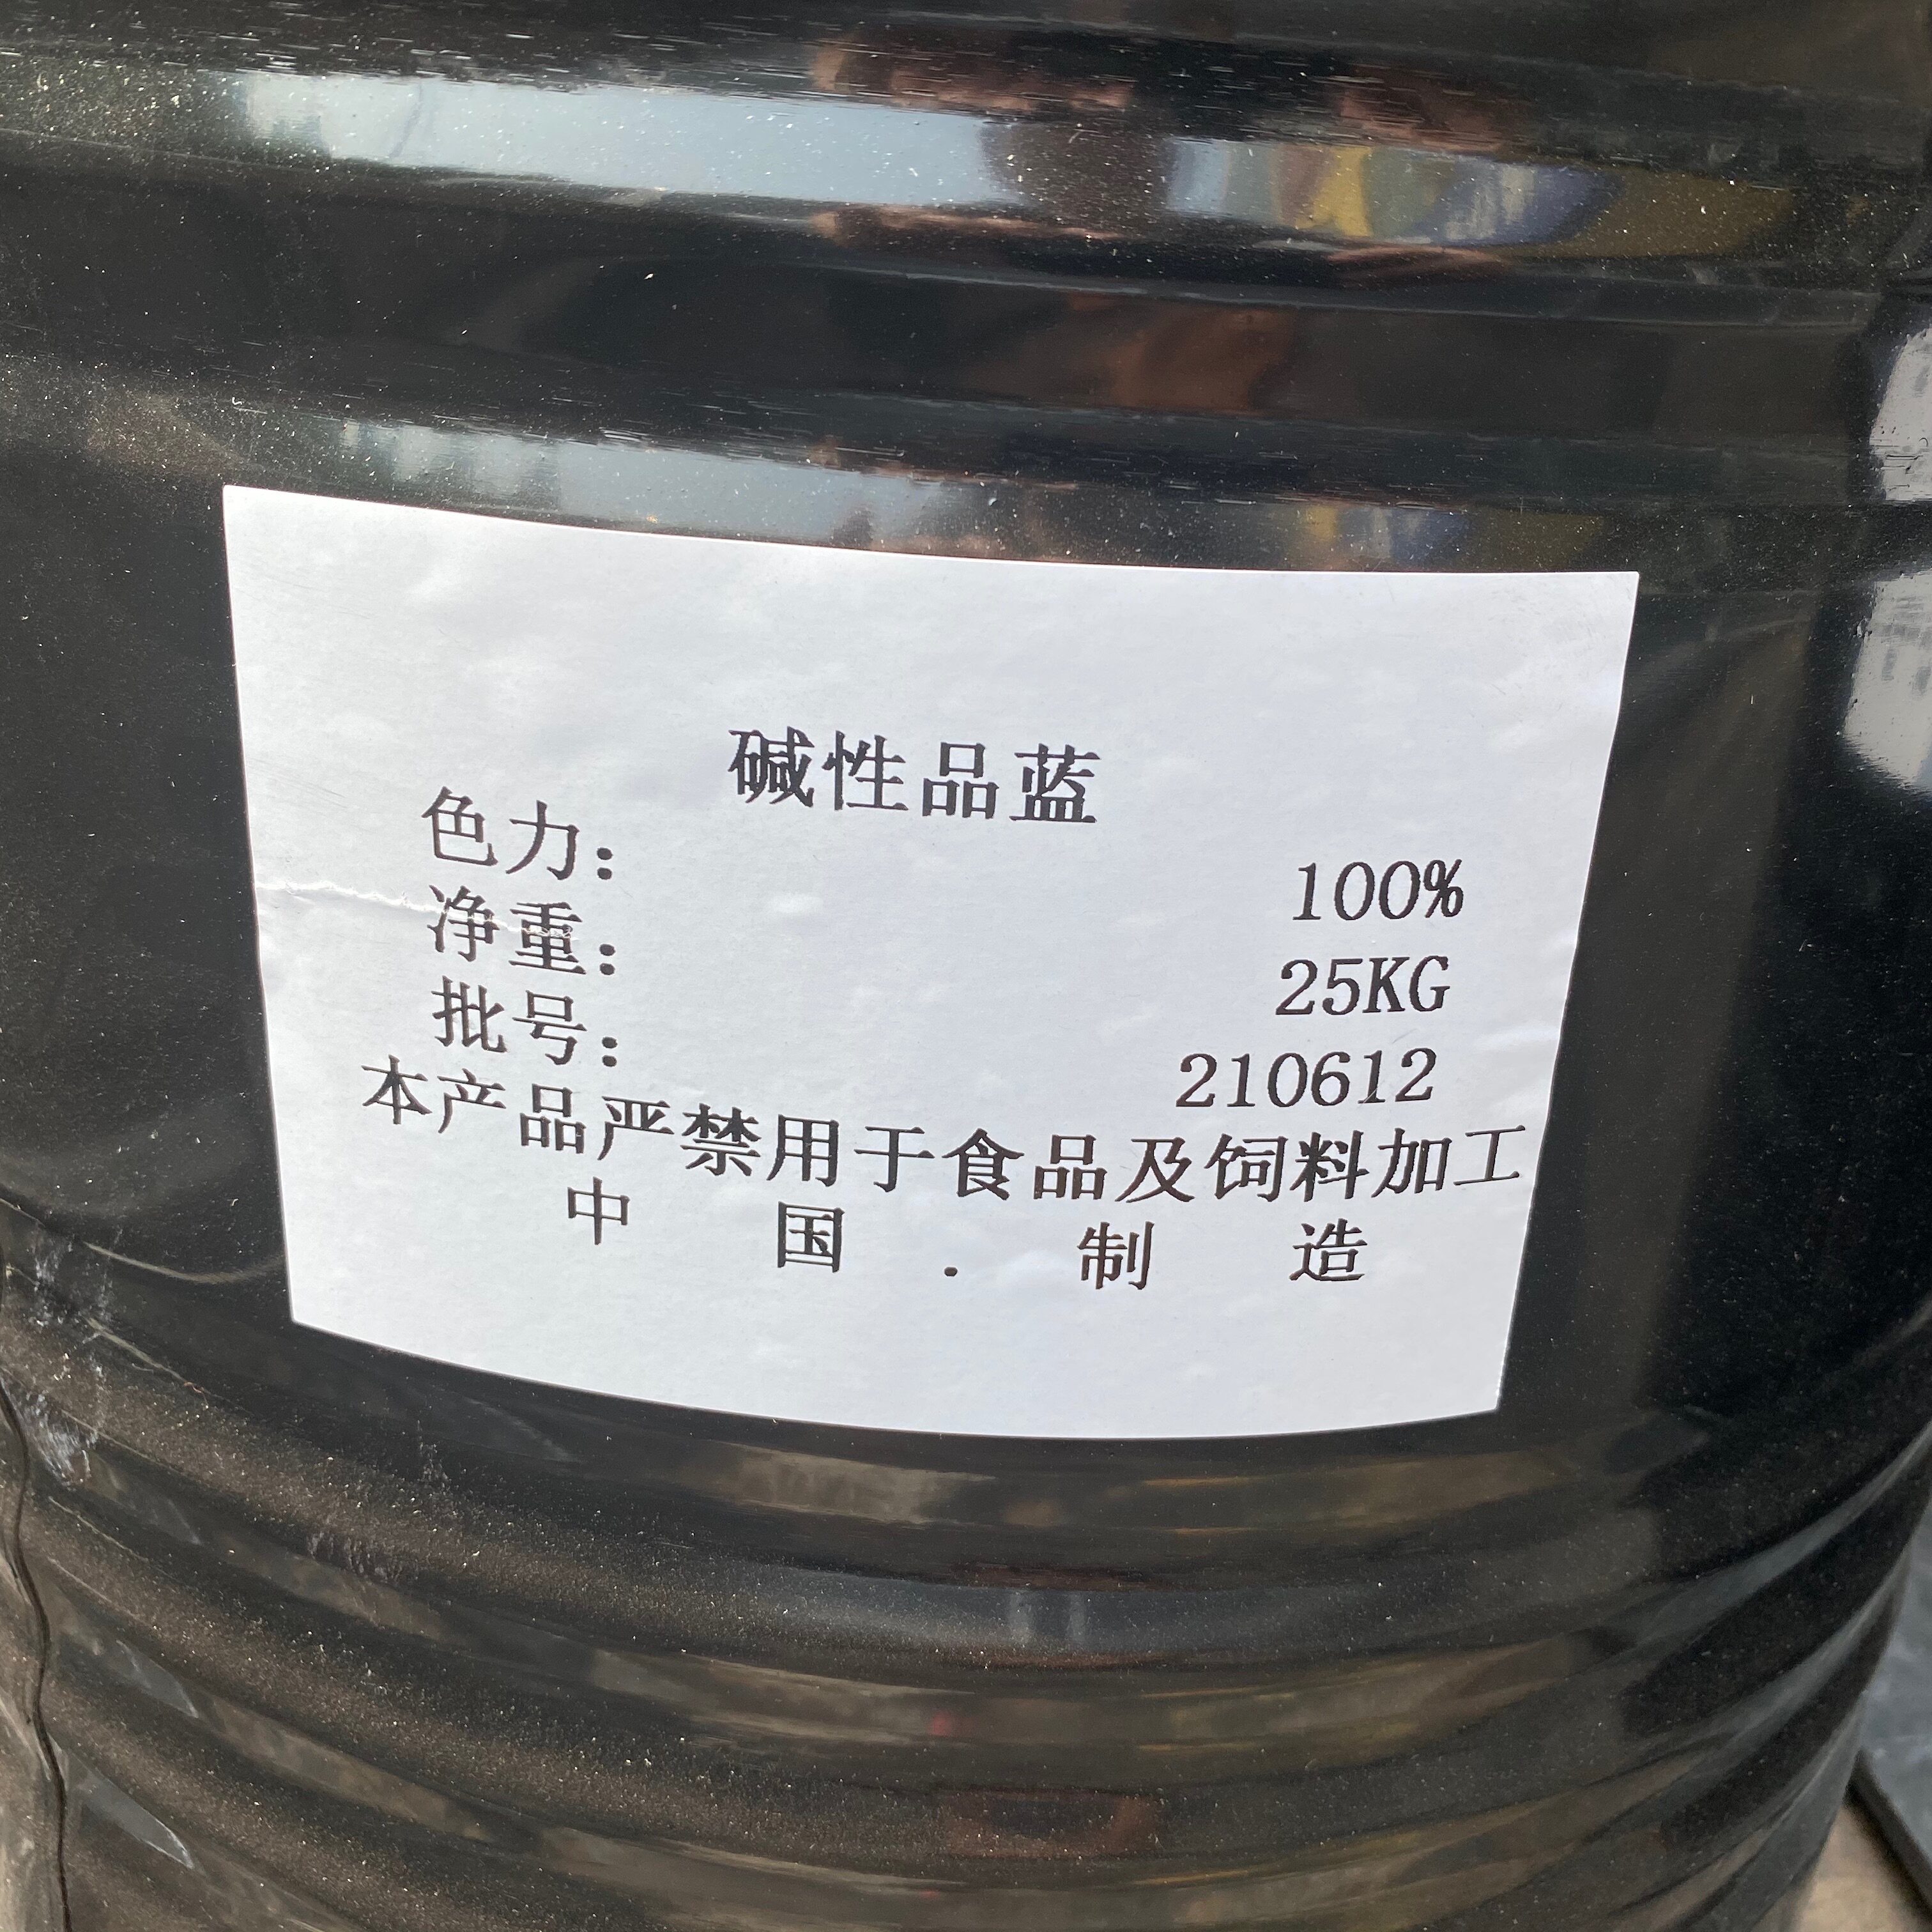 碱性品蓝
色力： 100%
净重： 25KG
批号： 210612
本产品严禁用于食品及饲料加工
中国.制造